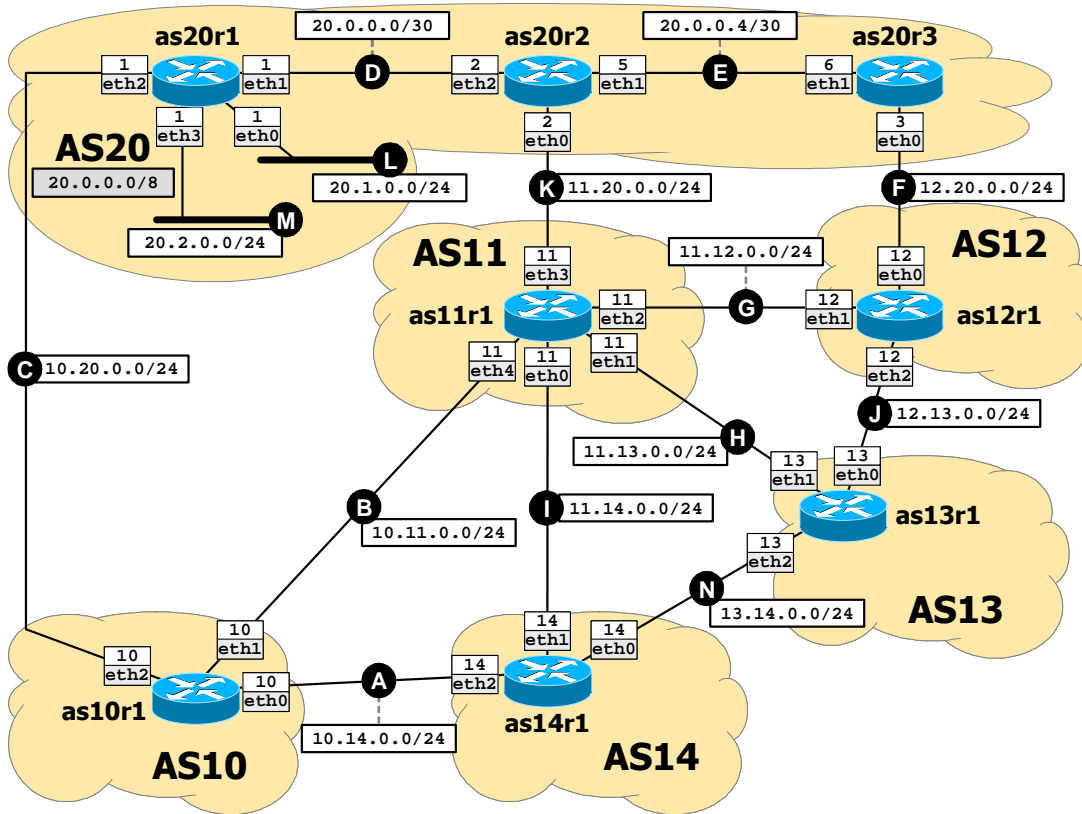 20.0.0.0/30
20.0.0.4/30
as20r1
as20r2
as20r3
1
eth2
1
eth1
D
2
eth2
5
eth1
E
6
eth1
1
eth3
1
eth0
2
eth0
3
eth0
AS20
20.0.0.0/8
L
20.1.0.0/24
K
11.20.0.0/24
F
12.20.0.0/24
M
20.2.0.0/24
AS11
11.12.0.0/24
AS12
11
eth3
12
eth0
as11r1
11
eth2
G
12
eth1
as12r1
11
eth4
11
eth0
11
eth1
12
eth2
C
10.20.0.0/24
J
12.13.0.0/24
H
11.13.0.0/24
13
eth1
13
eth0
B
10.11.0.0/24
I
11.14.0.0/24
as13r1
13
eth2
N
13.14.0.0/24
AS13
10
eth1
14
eth1
14
eth0
10
eth2
10
eth0
A
14
eth2
as10r1
as14r1
10.14.0.0/24
AS10
AS14